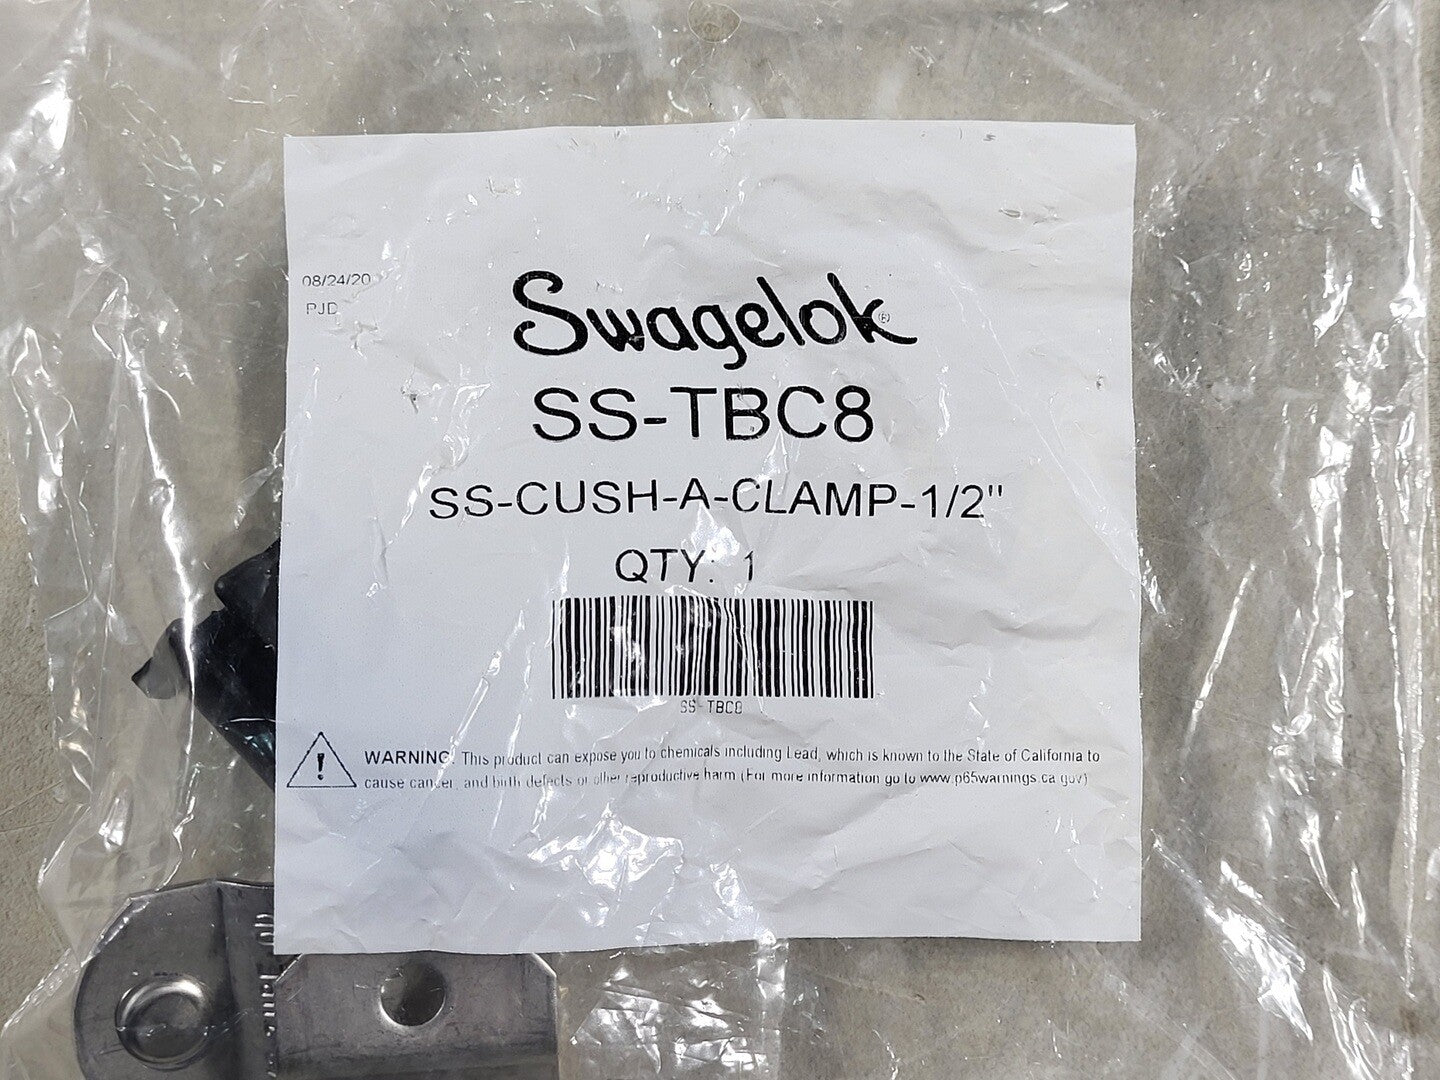 08/24/20
PJD
Swagelok®
SS-TBC8
SS-CUSH-A-CLAMP-1/2"
QTY: 1
SS-TBC8
WARNING: This product can expose you to chemicals including Lead, which is known to the State of California to
cause cancer, and birth defects or other reproductive harm (For more information go to www.p65warnings.ca.gov)